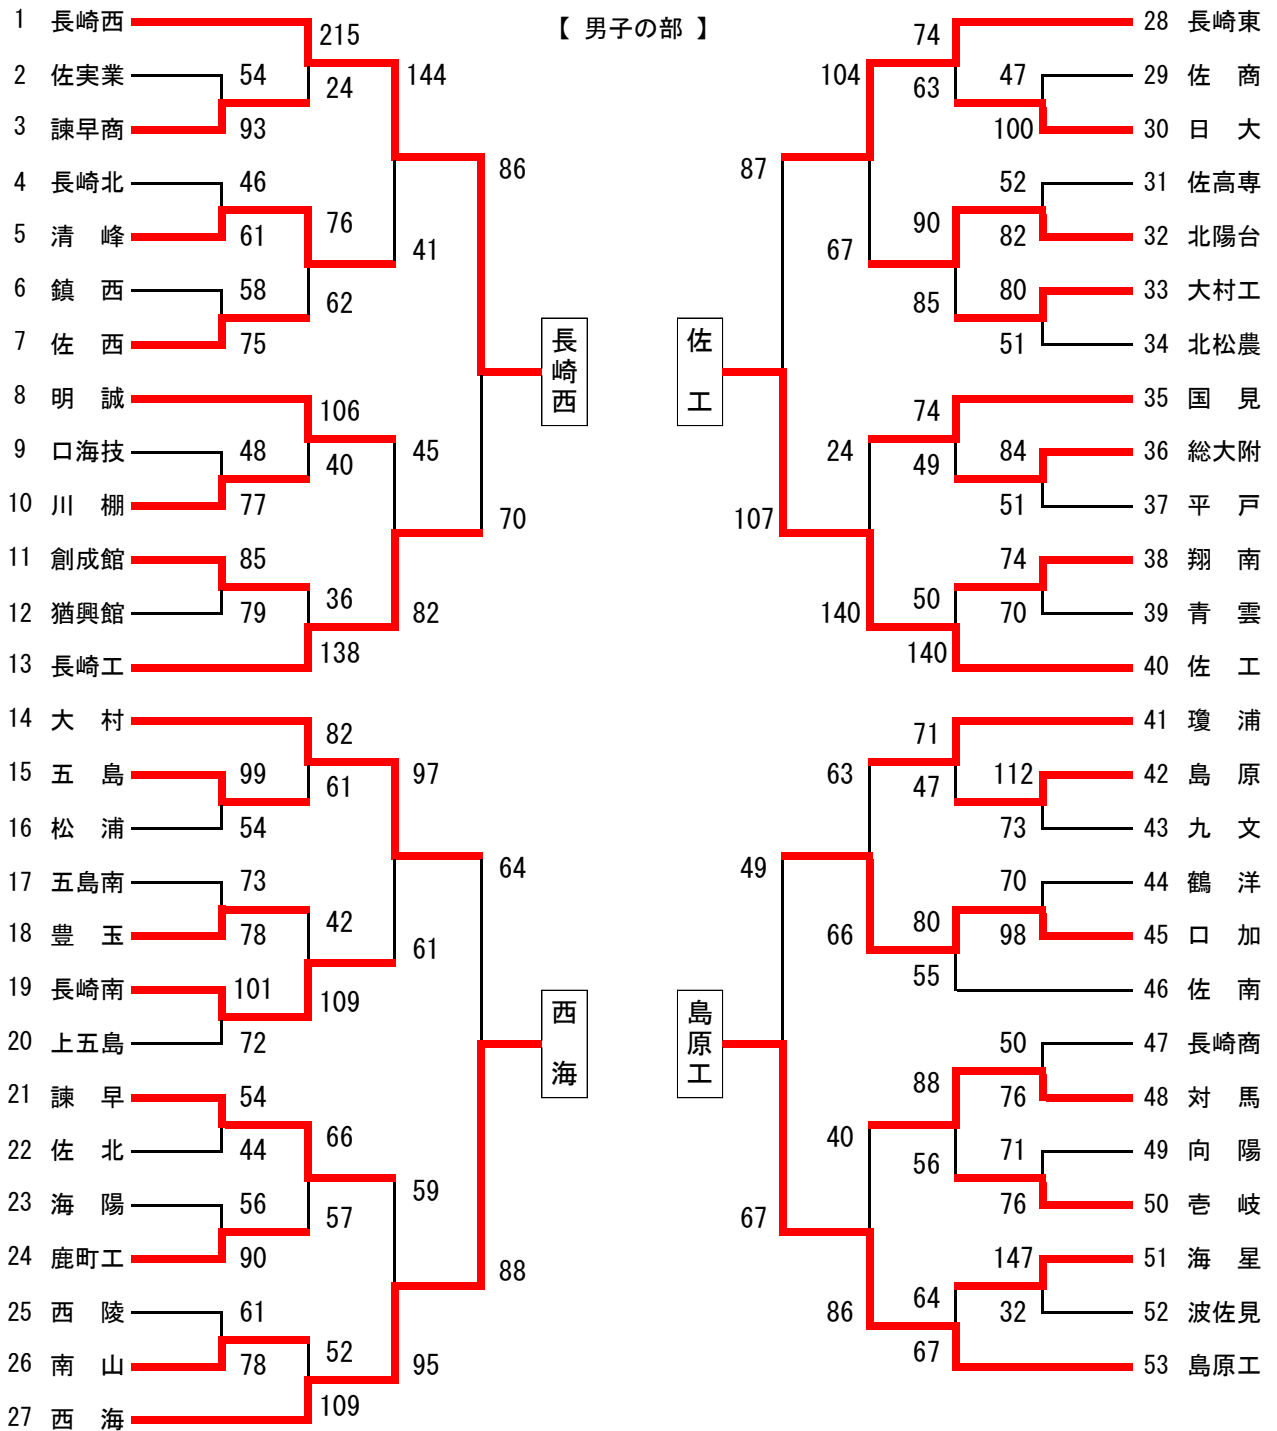 【 男子の部 】
1 長崎西
215
2 佐実業
54
24
144
3 諫早商
93
86
4 長崎北
46
5 清 峰
61
76
41
6 鎮 西
58
62
7 佐 西
75
長崎西
8 明 誠
106
9 口海技
48
40
45
10 川 棚
77
70
11 創成館
85
36
12 猶興館
79
82
13 長崎工
138
14 大 村
82
15 五 島
99
61
97
16 松 浦
54
64
17 五島南
73
18 豊 玉
78
42
61
19 長崎南
101
109
20 上五島
72
西 海
21 諫 早
54
66
22 佐 北
44
59
23 海 陽
56
57
24 鹿町工
90
88
25 西 陵
61
52
26 南 山
78
95
27 西 海
109
28 長崎東
74
29 佐 商
47
63
104
30 日 大
100
87
31 佐高専
52
32 北陽台
82
90
67
33 大村工
80
85
34 北松農
51
佐 工
35 国 見
74
36 総大附
84
49
24
37 平 戸
51
107
38 翔 南
74
50
39 青 雲
70
140
40 佐 工
140
41 瓊 浦
71
42 島 原
112
47
63
43 九 文
73
49
44 鶴 洋
70
45 口 加
98
80
66
46 佐 南
55
島原工
47 長崎商
50
88
48 対 馬
76
40
49 向 陽
71
56
50 壱 岐
76
67
51 海 星
147
64
52 波佐見
32
86
53 島原工
67